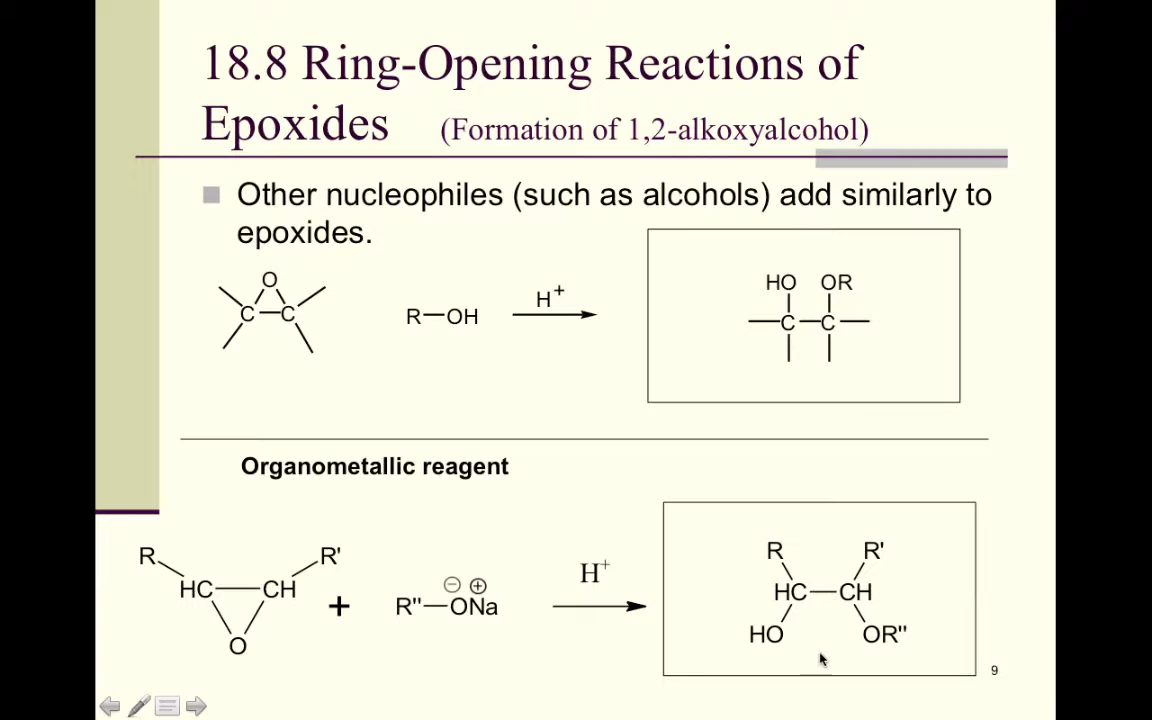 18.8 Ring-Opening Reactions of
Epoxides (Formation of 1,2-alkoxyalcohol)
Other nucleophiles (such as alcohols) add similarly to
epoxides.
O
C C
R OH
H+
HO OR
C C
Organometallic reagent
R R'
HC CH
O
+
R" ONa
⊖ ⊕
H+
R R'
HC CH
HO OR"
9